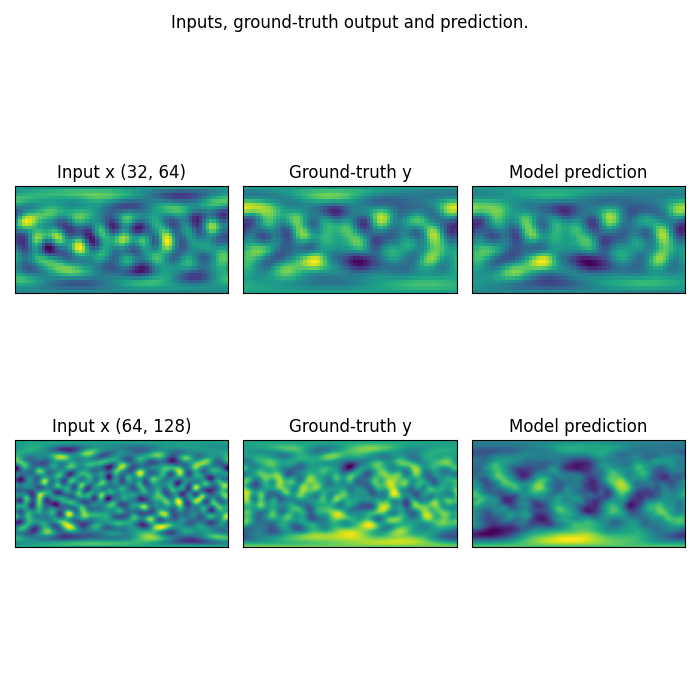 Inputs, ground-truth output and prediction.
Input x (32, 64)
Ground-truth y
Model prediction
Input x (64, 128)
Ground-truth y
Model prediction